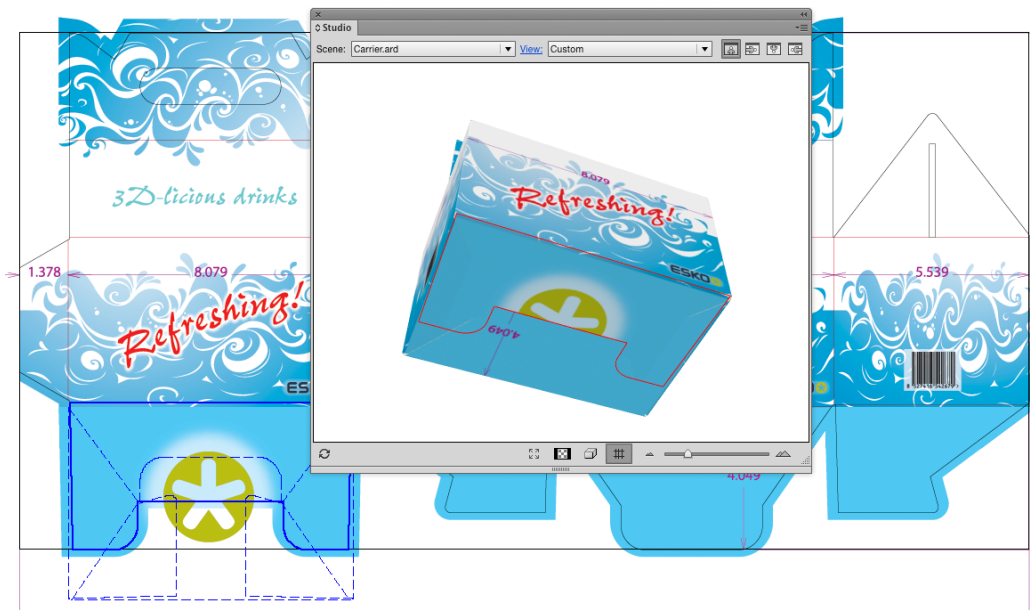 Studio
Scene: Carrier.ard
View: Custom
3D-licious drinks
8.079
Refreshing!
ESKO
4.049
1.378
8.079
Refreshing!
ES
5.539
4.049